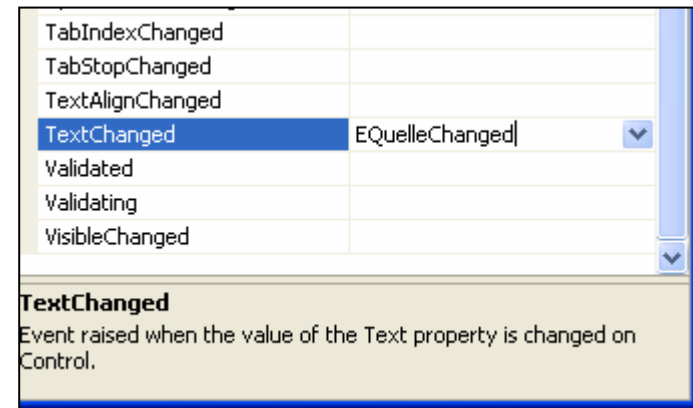 TabIndexChanged
TabStopChanged
TextAlignChanged
TextChanged EQuelleChanged
Validated
Validating
VisibleChanged
TextChanged
Event raised when the value of the Text property is changed on
Control.